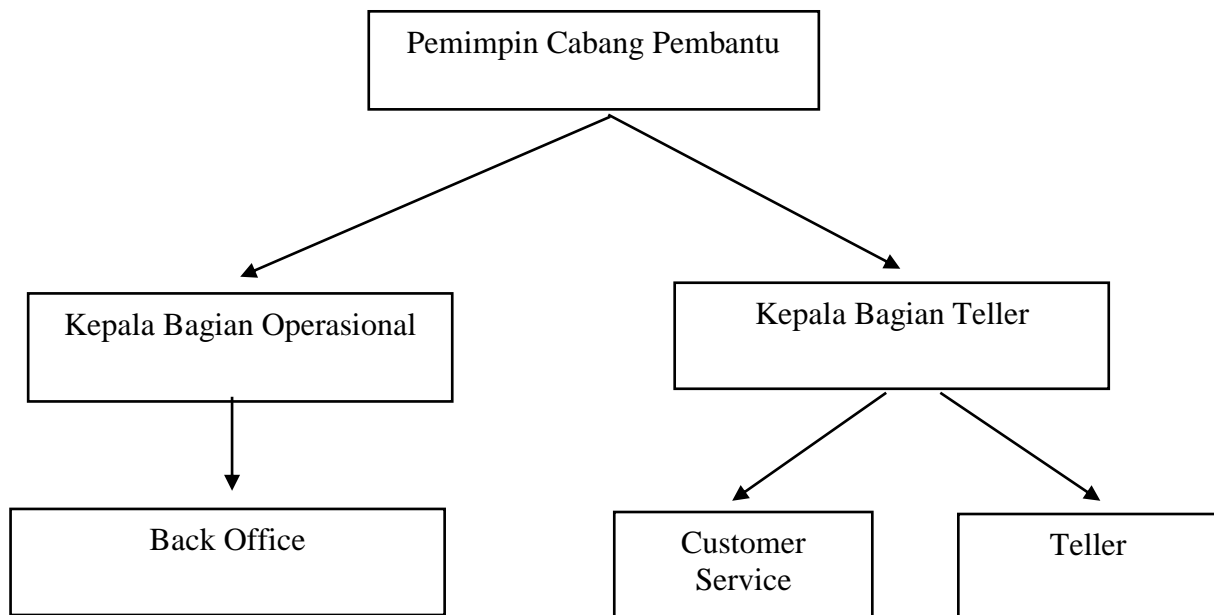 Pemimpin Cabang Pembantu
Kepala Bagian Operasional
Kepala Bagian Teller
Back Office
Customer
Service
Teller